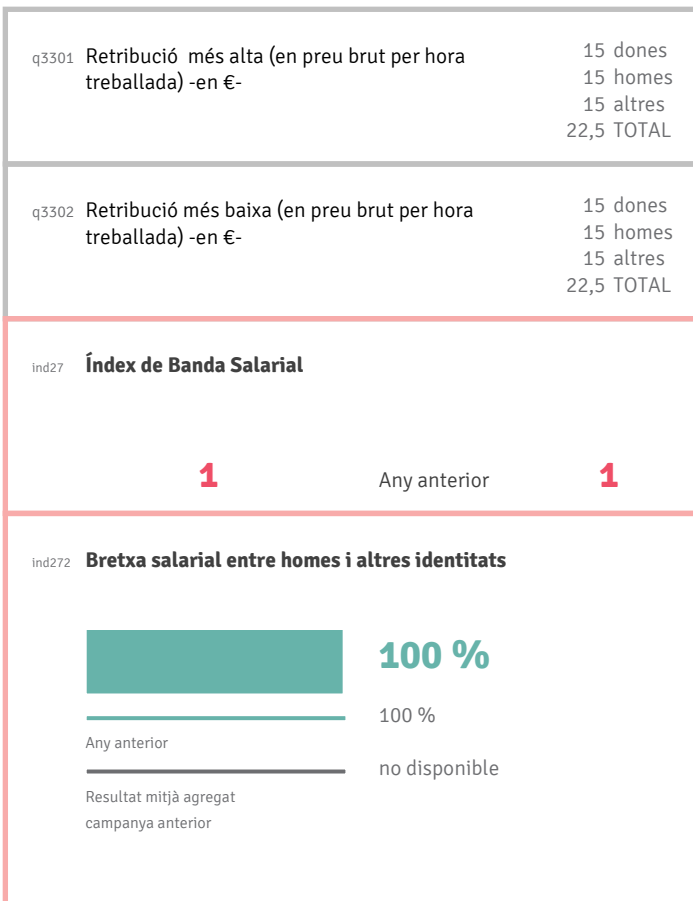 q3301 Retribució més alta (en preu brut per hora
treballada) -en €-
15 dones
15 homes
15 altres
22,5 TOTAL
q3302 Retribució més baixa (en preu brut per hora
treballada) -en €-
15 dones
15 homes
15 altres
22,5 TOTAL
ind27 Índex de Banda Salarial
1 Any anterior 1
ind272 Bretxa salarial entre homes i altres identitats
100 %
100 %
Any anterior
no disponible
Resultat mitjà agregat
campanya anterior